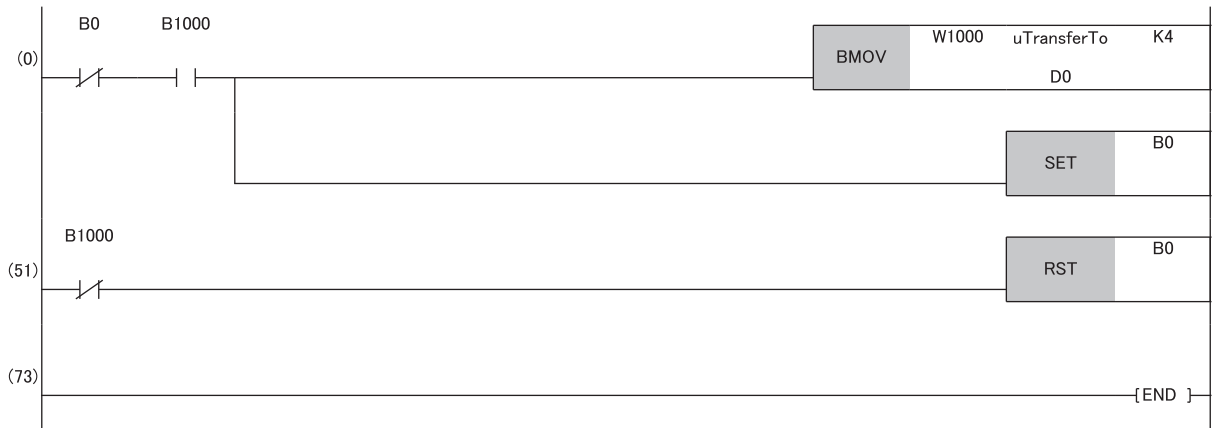 B0 B1000
(0) BMOV W1000 uTransferTo K4
D0
SET B0
B1000
(51) RST B0
(73) [END ]